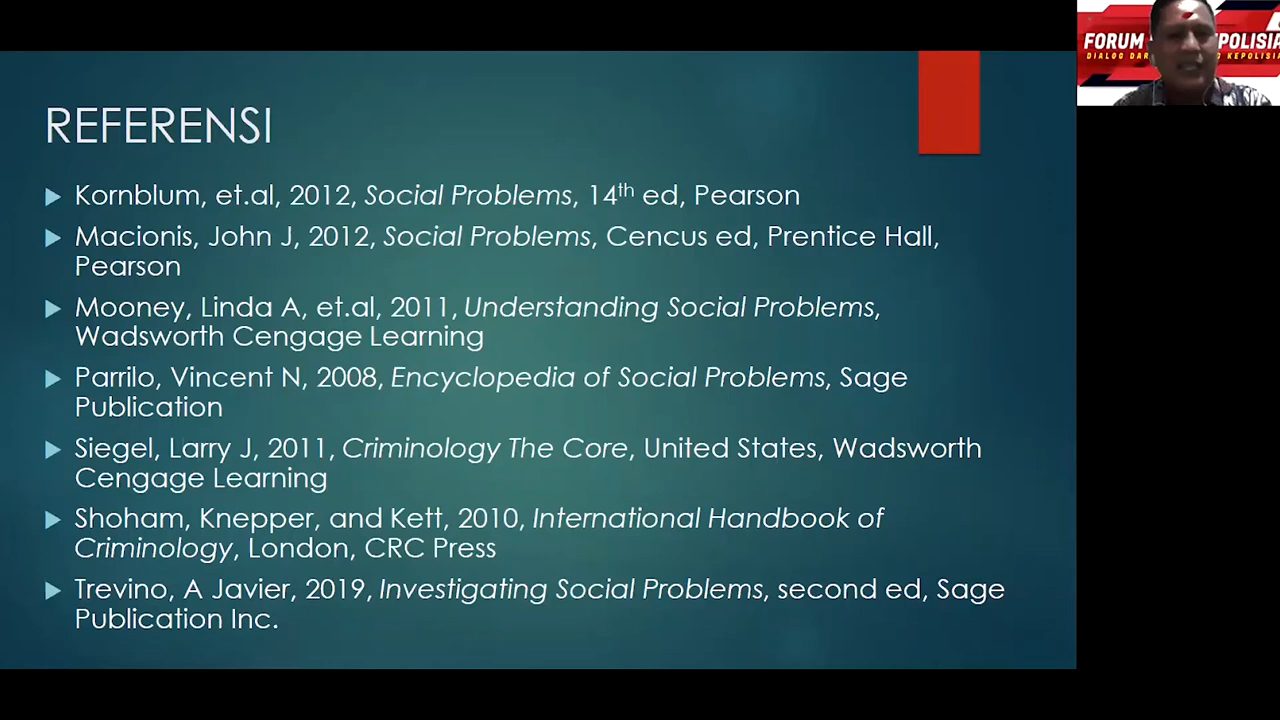 REFERENSI
Kornblum, et.al, 2012, Social Problems, 14th ed, Pearson
Macionis, John J, 2012, Social Problems, Cencus ed, Prentice Hall,
Pearson
Mooney, Linda A, et.al, 2011, Understanding Social Problems,
Wadsworth Cengage Learning
Parrilo, Vincent N, 2008, Encyclopedia of Social Problems, Sage
Publication
Siegel, Larry J, 2011, Criminology The Core, United States, Wadsworth
Cengage Learning
Shoham, Knepper, and Kett, 2010, International Handbook of
Criminology, London, CRC Press
Trevino, A Javier, 2019, Investigating Social Problems, second ed, Sage
Publication Inc.
FORUM
DIALOG